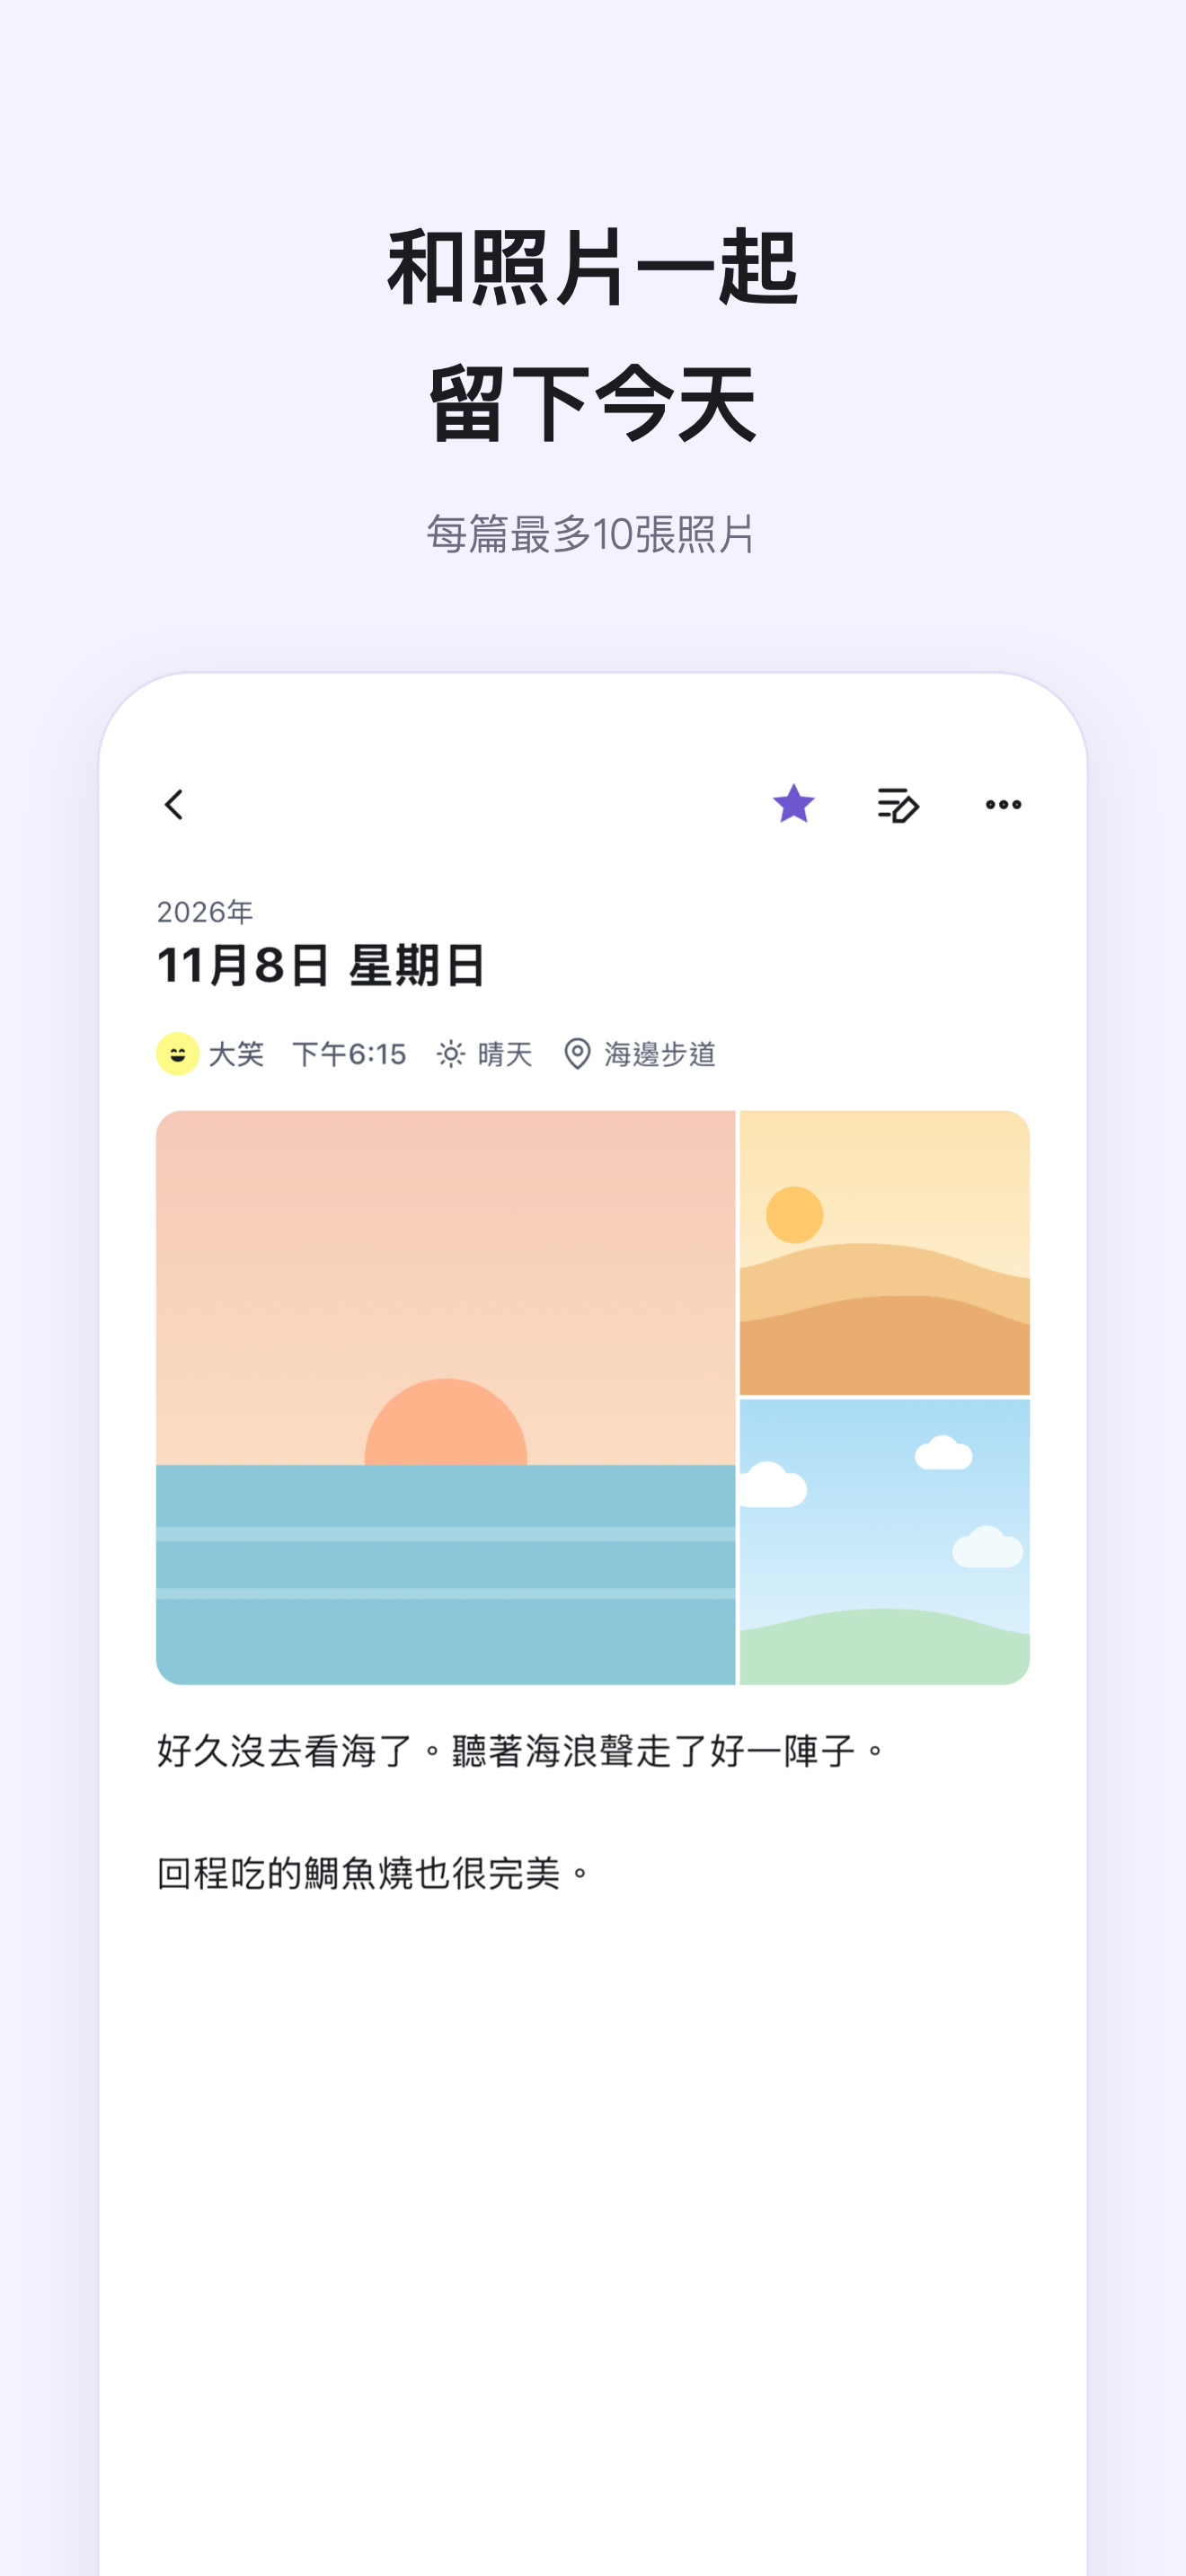 和照片一起
留下今天
每篇最多10張照片
2026年
11月8日 星期日
大笑 下午6:15 晴天 海邊步道
好久沒去看海了。聽著海浪聲走了好一陣子。
回程吃的鯛魚燒也很完美。